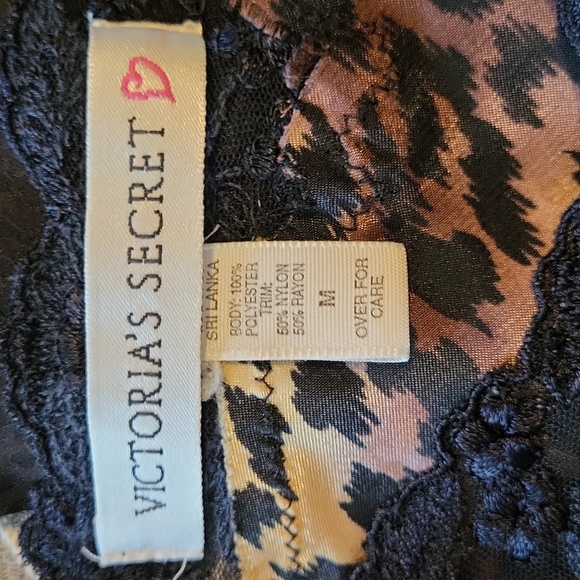 VICTORIA'S SECRET
SRI LANKA
BODY: 100%
POLYESTER
TRIM:
50% NYLON
50% RAYON
M
OVER FOR
CARE